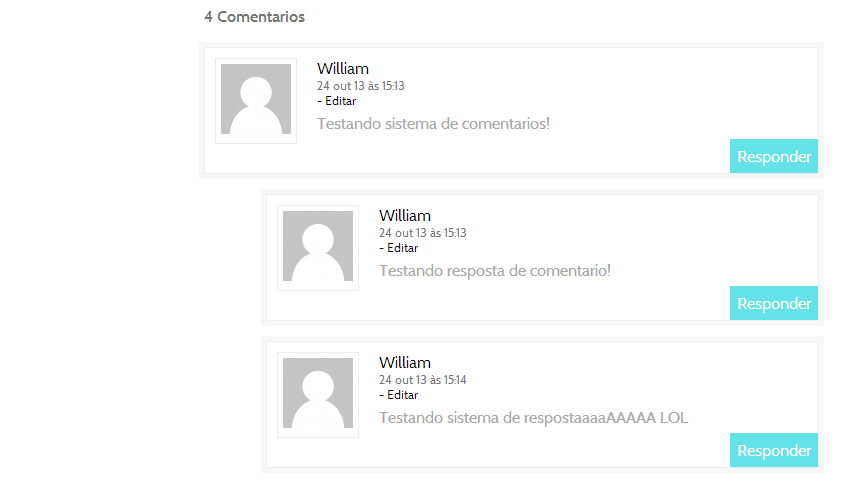 4 Comentarios
William
24 out 13 às 15:13
- Editar
Testando sistema de comentarios!
Responder
William
24 out 13 às 15:13
- Editar
Testando resposta de comentario!
Responder
William
24 out 13 às 15:14
- Editar
Testando sistema de respostaaaaAAAAA LOL
Responder